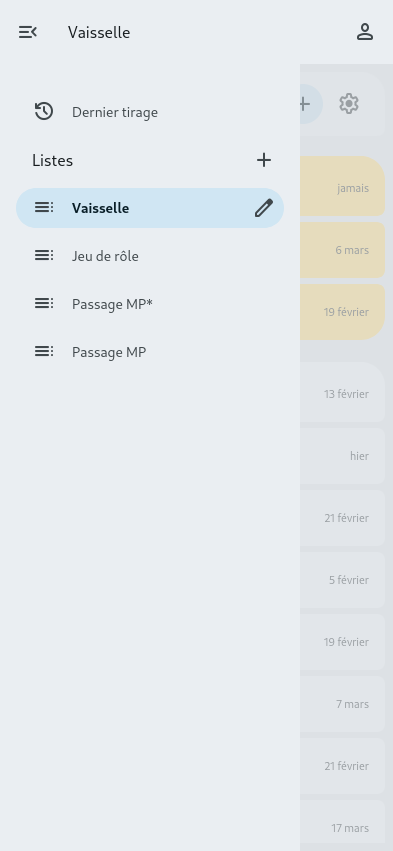 Vaisselle
Dernier tirage
Listes
Vaisselle
Jeu de rôle
Passage MP*
Passage MP
jamais
6 mars
19 février
13 février
hier
21 février
5 février
19 février
7 mars
21 février
17 mars